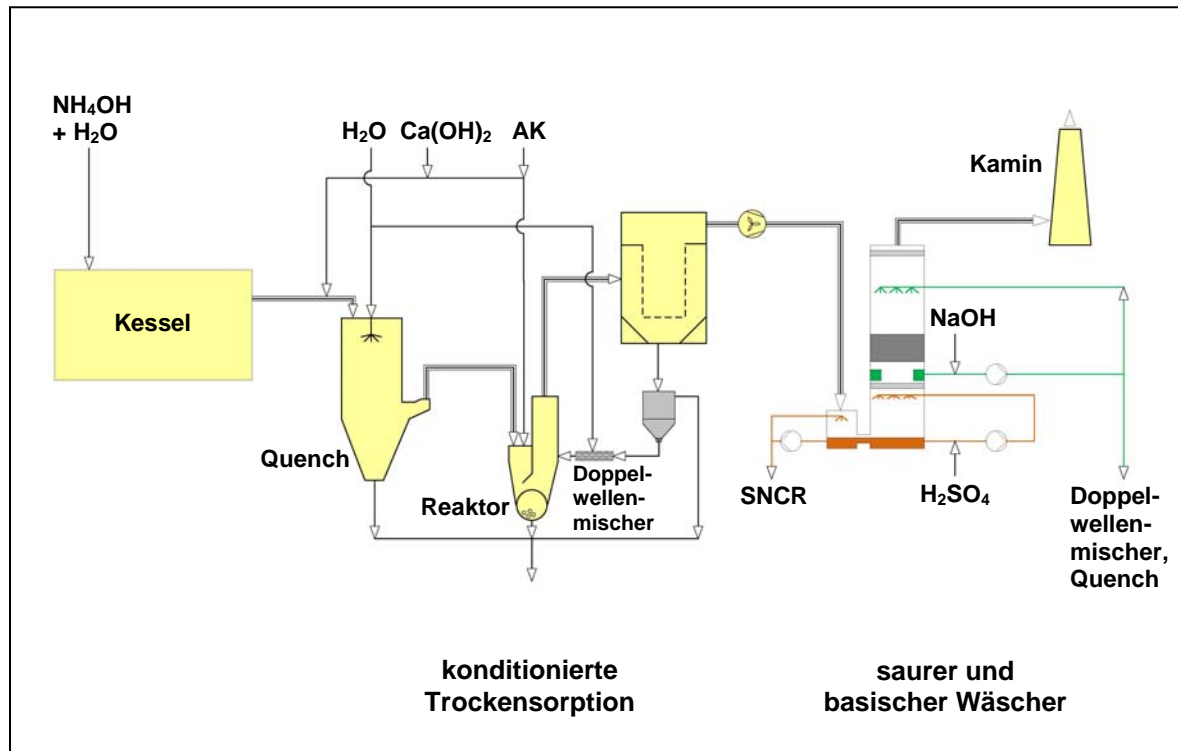 NH₄OH
+ H₂O
H₂O Ca(OH)₂ AK
Kamin
Kessel
NaOH
Quench
Reaktor
Doppel-
wellen-
mischer
SNCR
H₂SO₄
Doppel-
wellen-
mischer,
Quench
konditionierte
Trockensorption
saurer und
basischer Wäscher